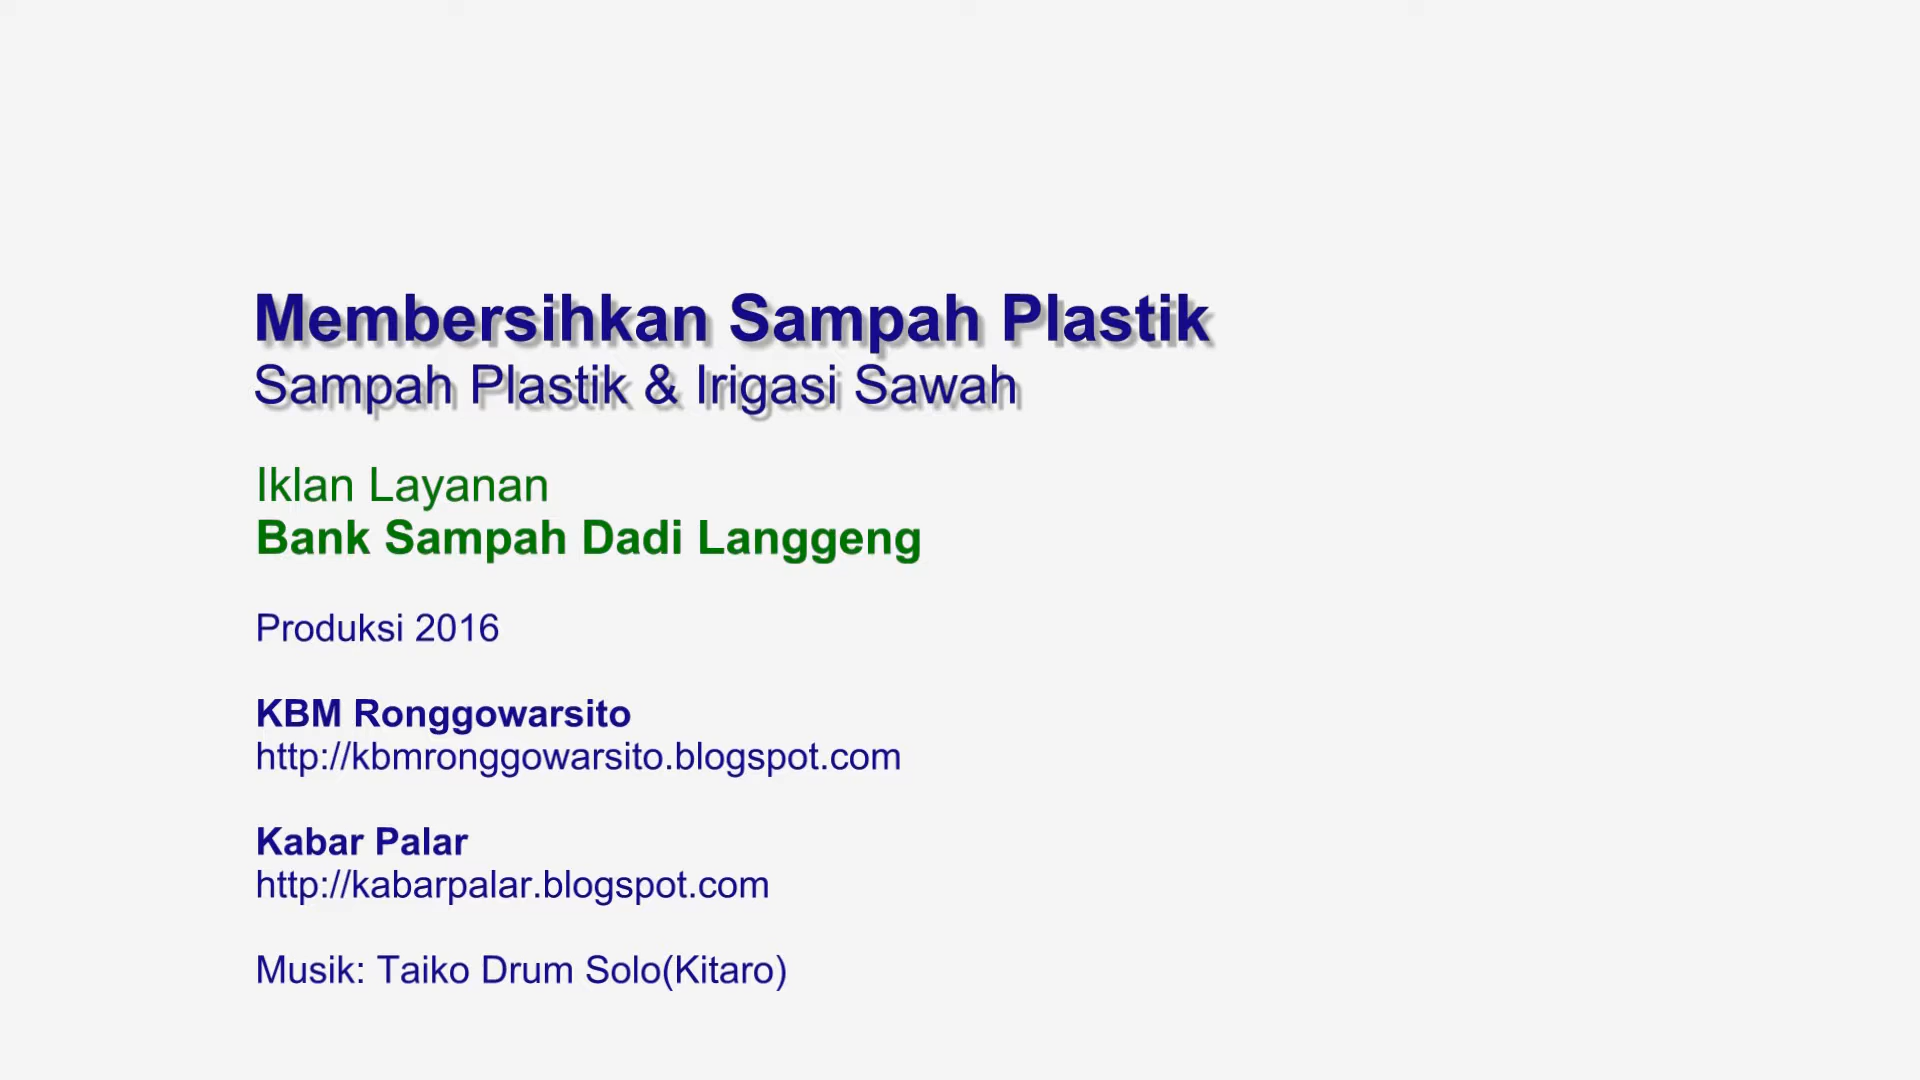 Membersihkan Sampah Plastik
Sampah Plastik & Irigasi Sawah
Iklan Layanan
Bank Sampah Dadi Langgeng
Produksi 2016
KBM Ronggowarsito
http://kbmronggowarsito.blogspot.com
Kabar Palar
http://kabarpalar.blogspot.com
Musik: Taiko Drum Solo(Kitaro)